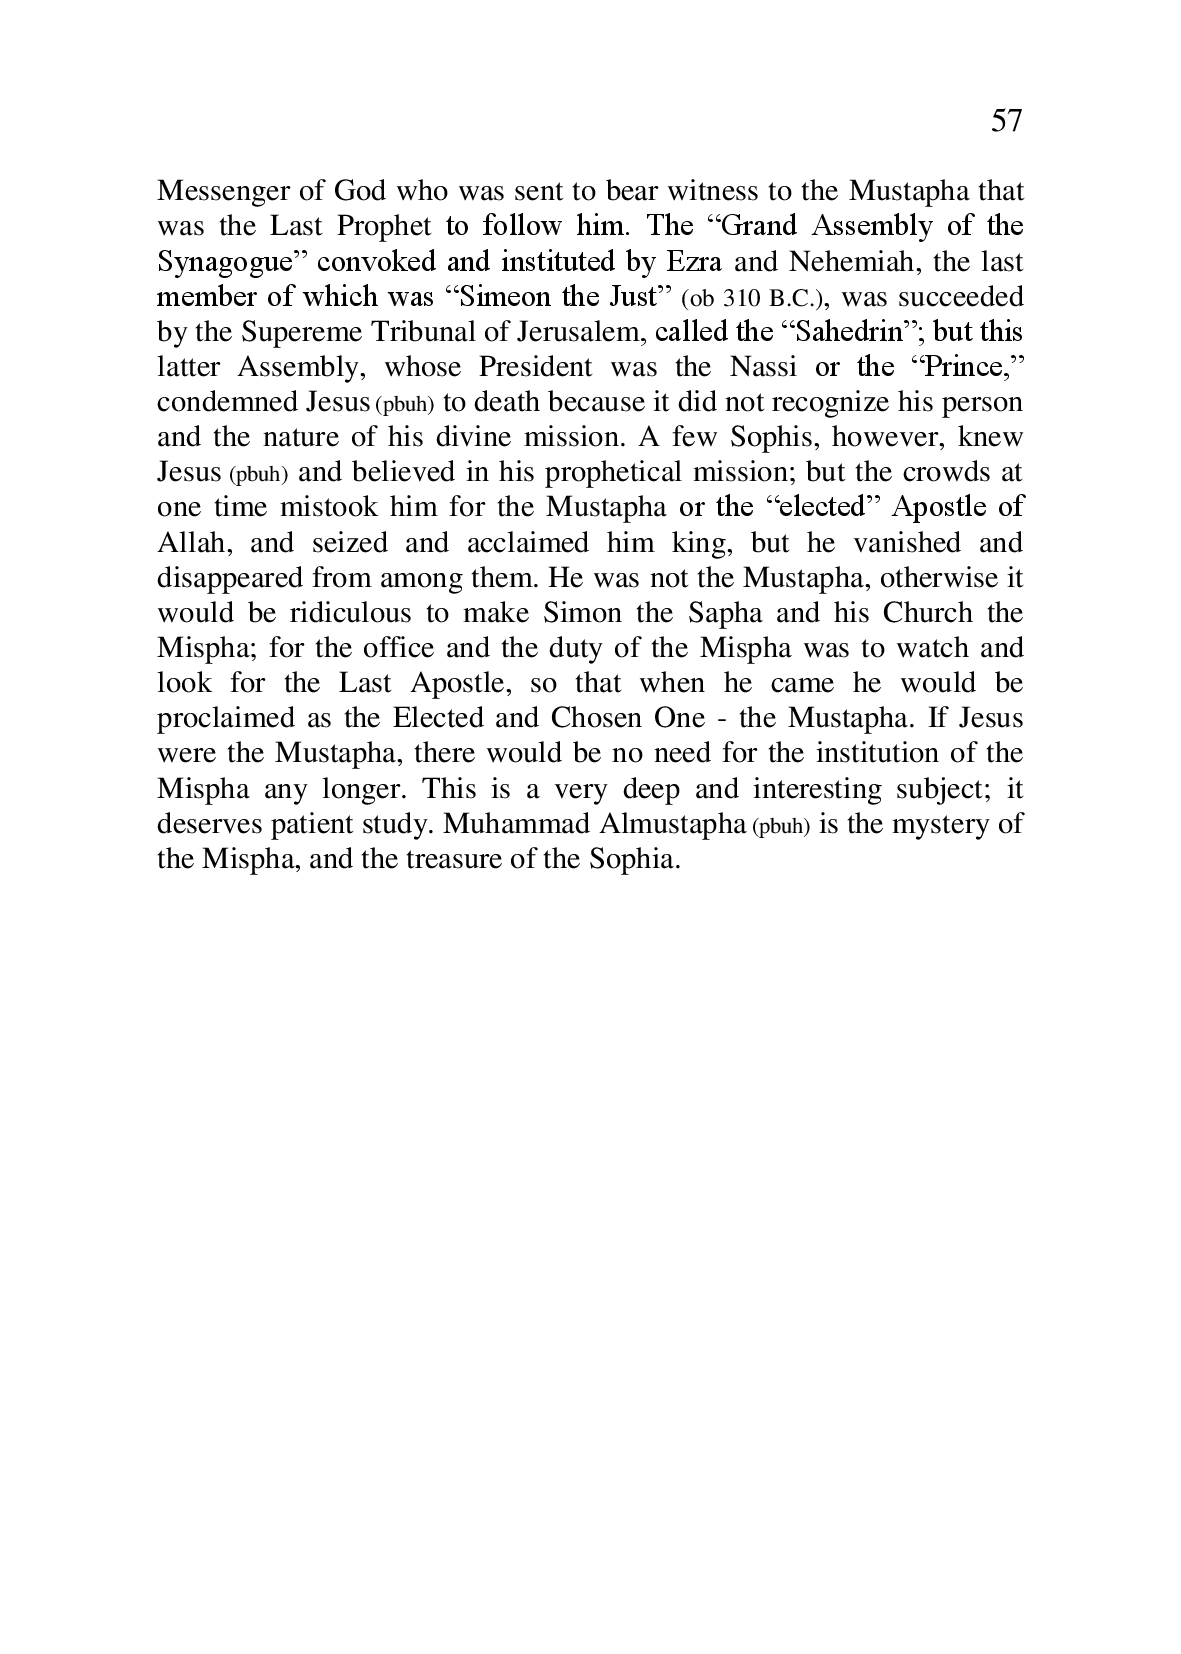 57
Messenger of God who was sent to bear witness to the Mustapha that
was the Last Prophet to follow him. The “Grand Assembly of the
Synagogue” convoked and instituted by Ezra and Nehemiah, the last
member of which was “Simeon the Just” (ob 310 B.C.), was succeeded
by the Supereme Tribunal of Jerusalem, called the “Sahedrin”; but this
latter Assembly, whose President was the Nassi or the “Prince,”
condemned Jesus (pbuh) to death because it did not recognize his person
and the nature of his divine mission. A few Sophis, however, knew
Jesus (pbuh) and believed in his prophetical mission; but the crowds at
one time mistook him for the Mustapha or the “elected” Apostle of
Allah, and seized and acclaimed him king, but he vanished and
disappeared from among them. He was not the Mustapha, otherwise it
would be ridiculous to make Simon the Sapha and his Church the
Mispha; for the office and the duty of the Mispha was to watch and
look for the Last Apostle, so that when he came he would be
proclaimed as the Elected and Chosen One - the Mustapha. If Jesus
were the Mustapha, there would be no need for the institution of the
Mispha any longer. This is a very deep and interesting subject; it
deserves patient study. Muhammad Almustapha (pbuh) is the mystery of
the Mispha, and the treasure of the Sophia.